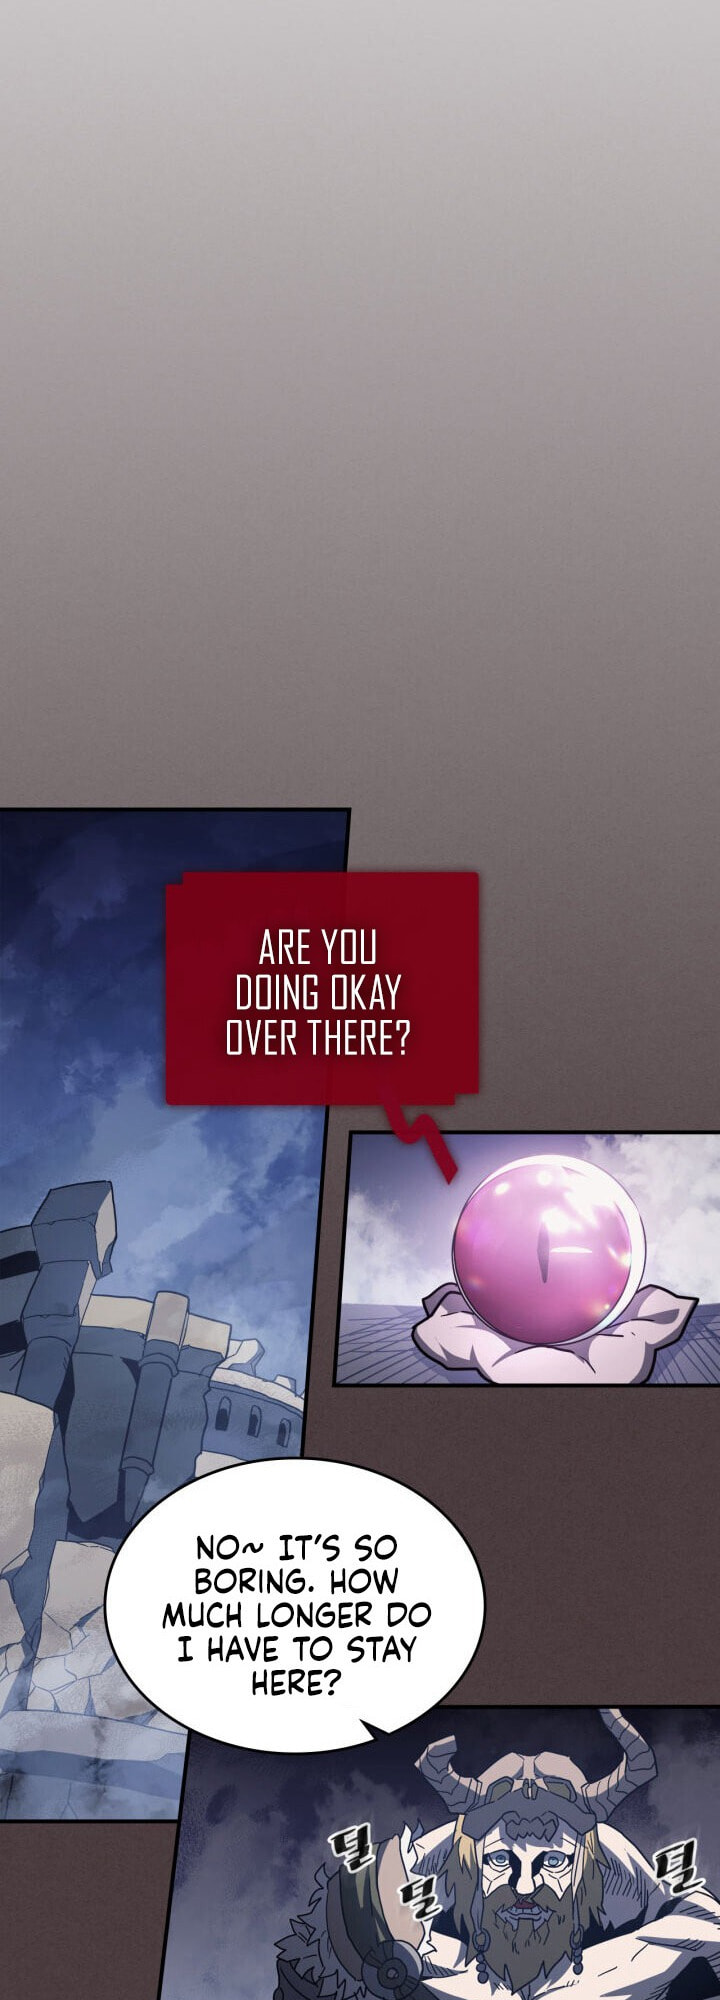 ARE YOU
DOING OKAY
OVER THERE?
NO~ IT'S SO
BORING. HOW
MUCH LONGER DO
I HAVE TO STAY
HERE?
덜
덜
덜